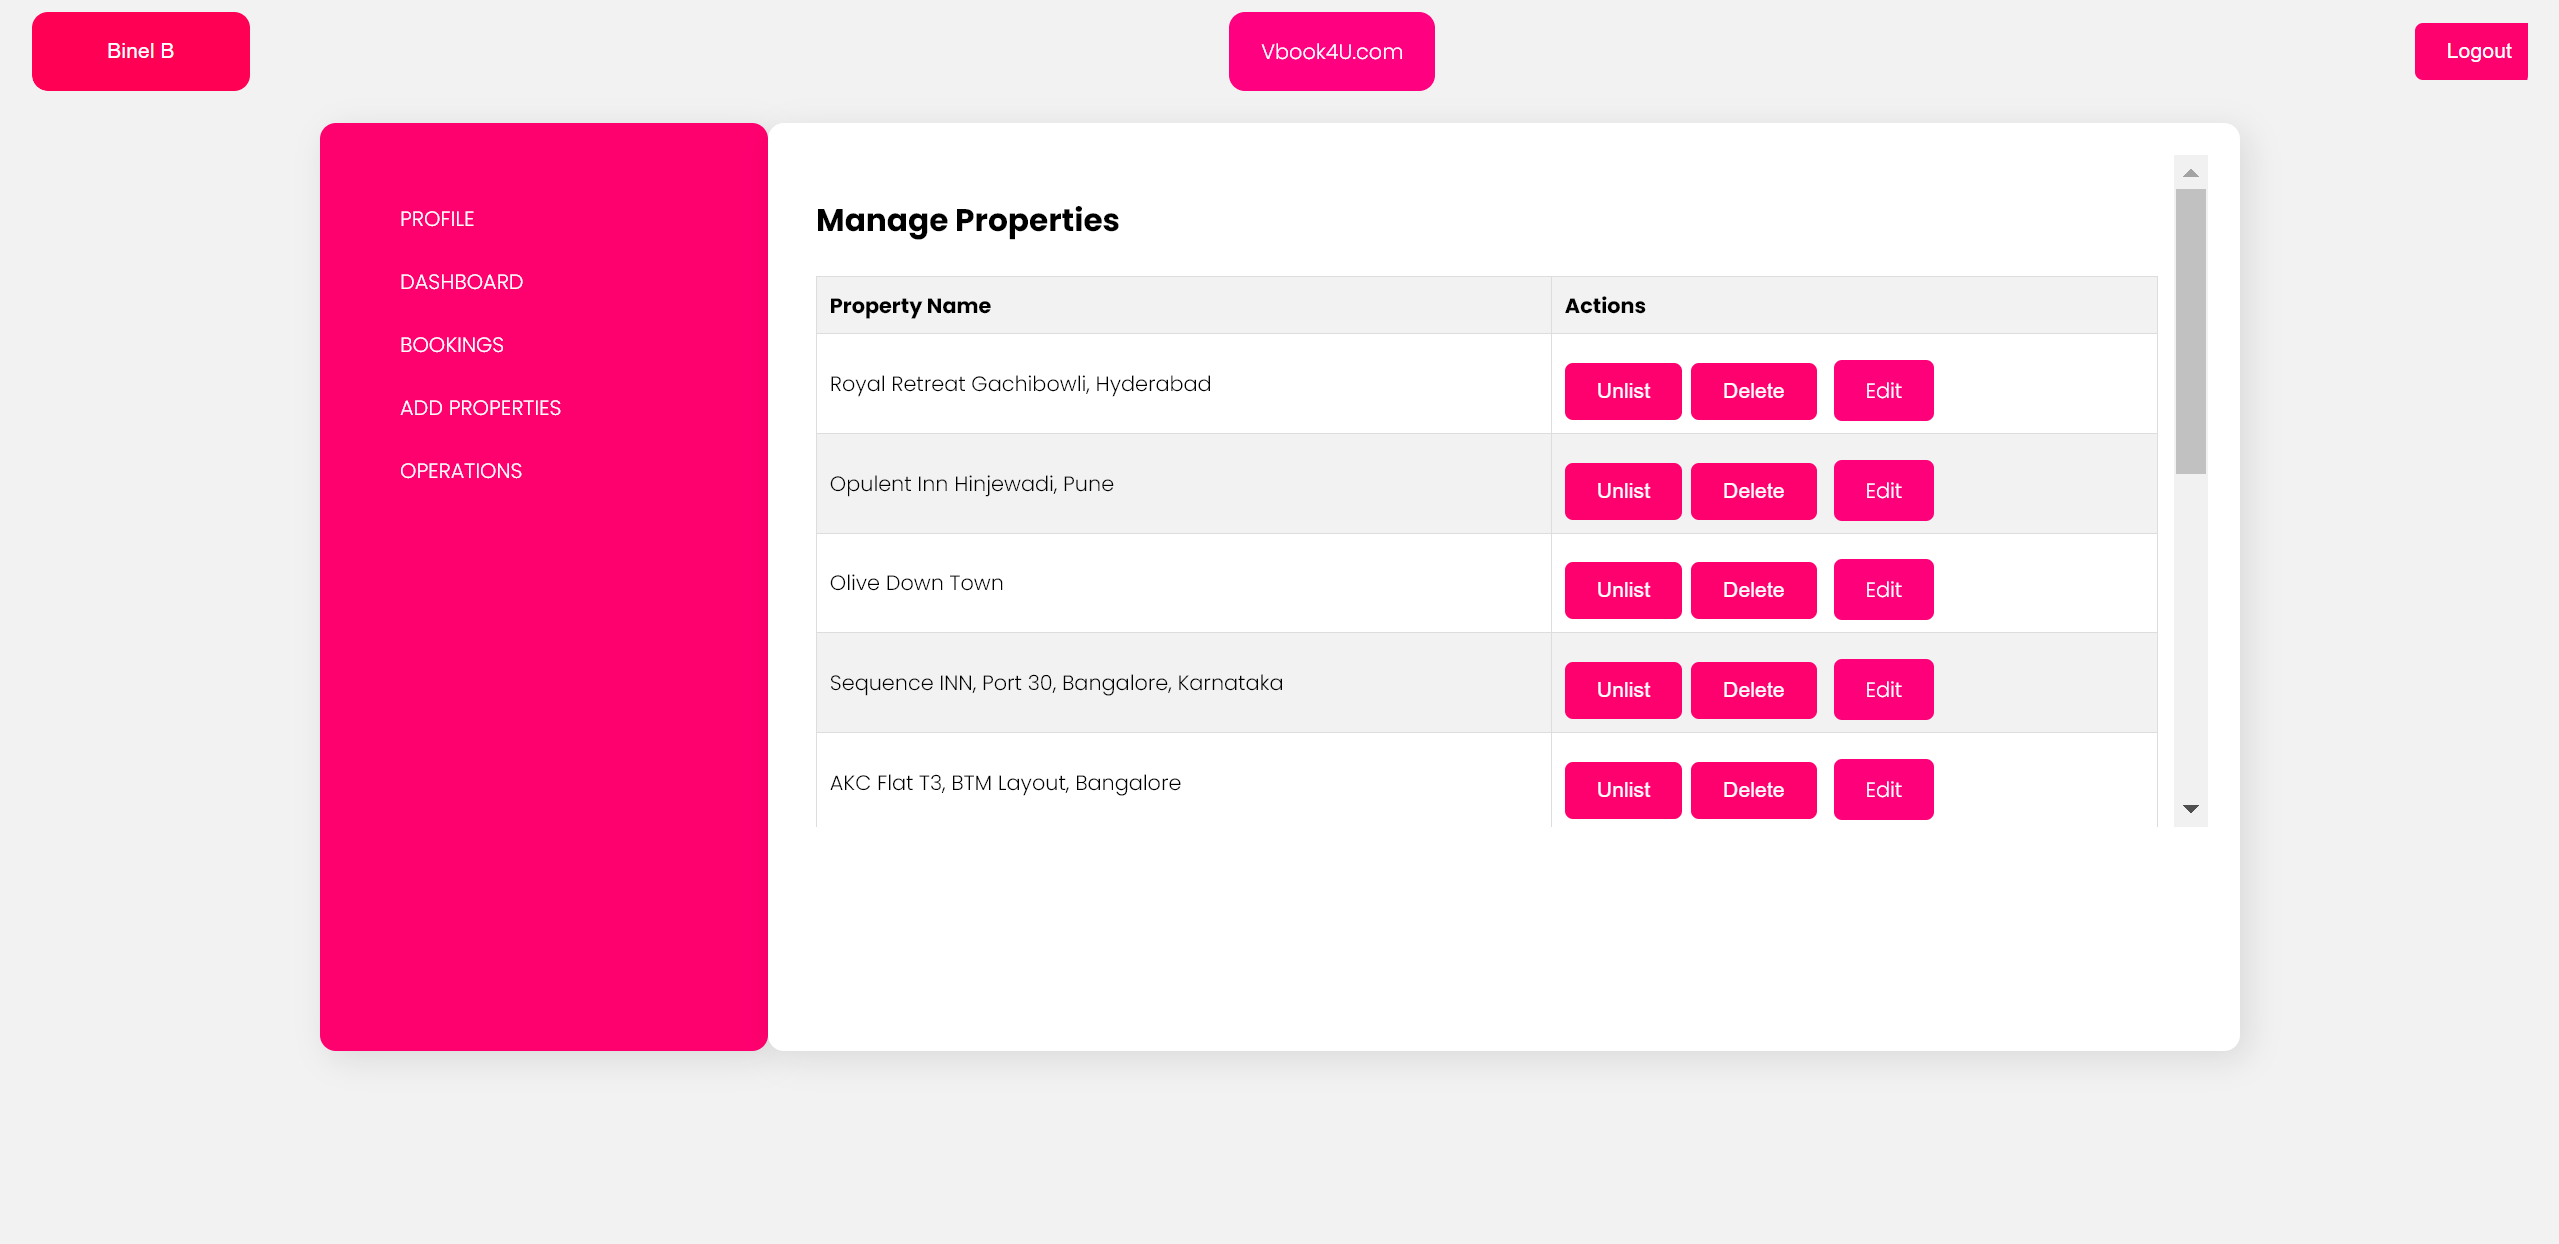 Binel B
Vbook4U.com
Logout
PROFILE
DASHBOARD
BOOKINGS
ADD PROPERTIES
OPERATIONS
Manage Properties
Property Name Actions
Royal Retreat Gachibowli, Hyderabad Unlist Delete Edit
Opulent Inn Hinjewadi, Pune Unlist Delete Edit
Olive Down Town Unlist Delete Edit
Sequence INN, Port 30, Bangalore, Karnataka Unlist Delete Edit
AKC Flat T3, BTM Layout, Bangalore Unlist Delete Edit